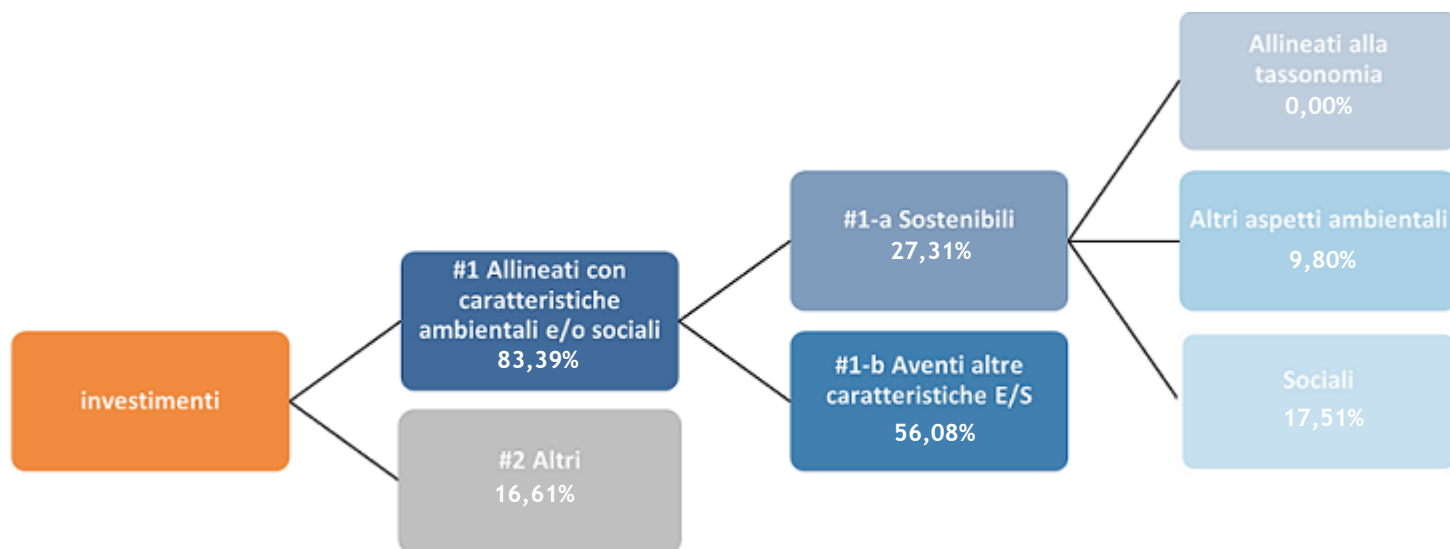 investimenti
#1 Allineati con
caratteristiche
ambientali e/o sociali
83,39%
#2 Altri
16,61%
#1-a Sostenibili
27,31%
#1-b Aventi altre
caratteristiche E/S
56,08%
Allineati alla
tassonomia
0,00%
Altri aspetti ambientali
9,80%
Sociali
17,51%